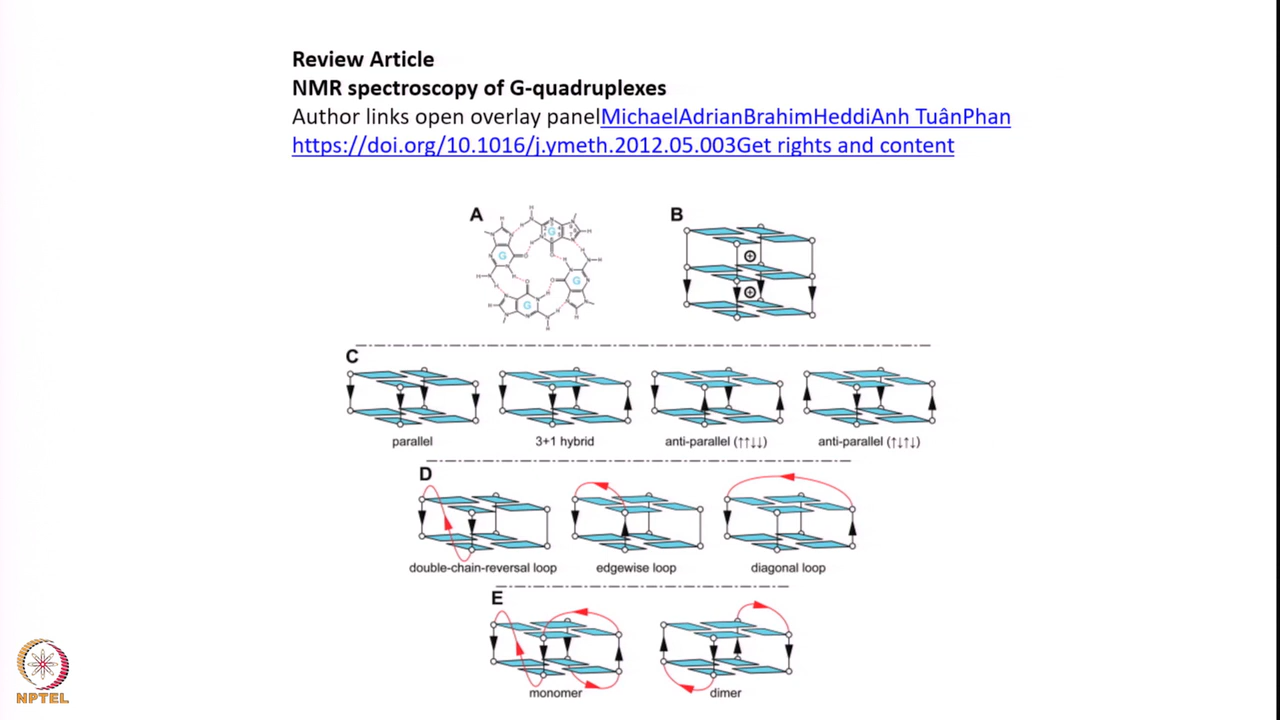 Review Article
NMR spectroscopy of G-quadruplexes
Author links open overlay panelMichaelAdrianBrahimHeddiAnh TuânPhan
https://doi.org/10.1016/j.ymeth.2012.05.003Get rights and content
A
B
G
G
G
G
C
parallel
3+1 hybrid
anti-parallel (↑↑↓↓)
anti-parallel (↑↓↑↓)
D
double-chain-reversal loop
edgewise loop
diagonal loop
E
monomer
dimer
NPTEL